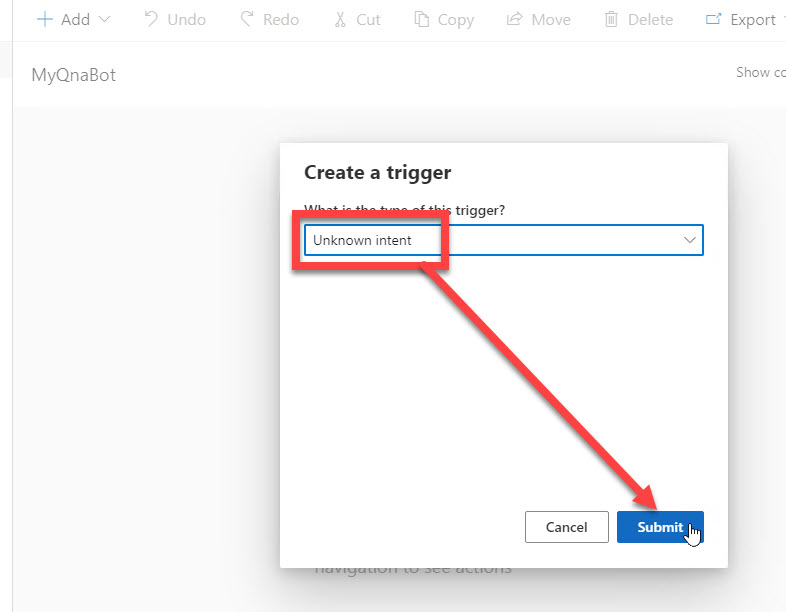 Add Undo Redo Cut Copy Move Delete Export
MyQnaBot
Show
Create a trigger
What is the type of this trigger?
Unknown intent
Cancel Submit
navigation to see actions